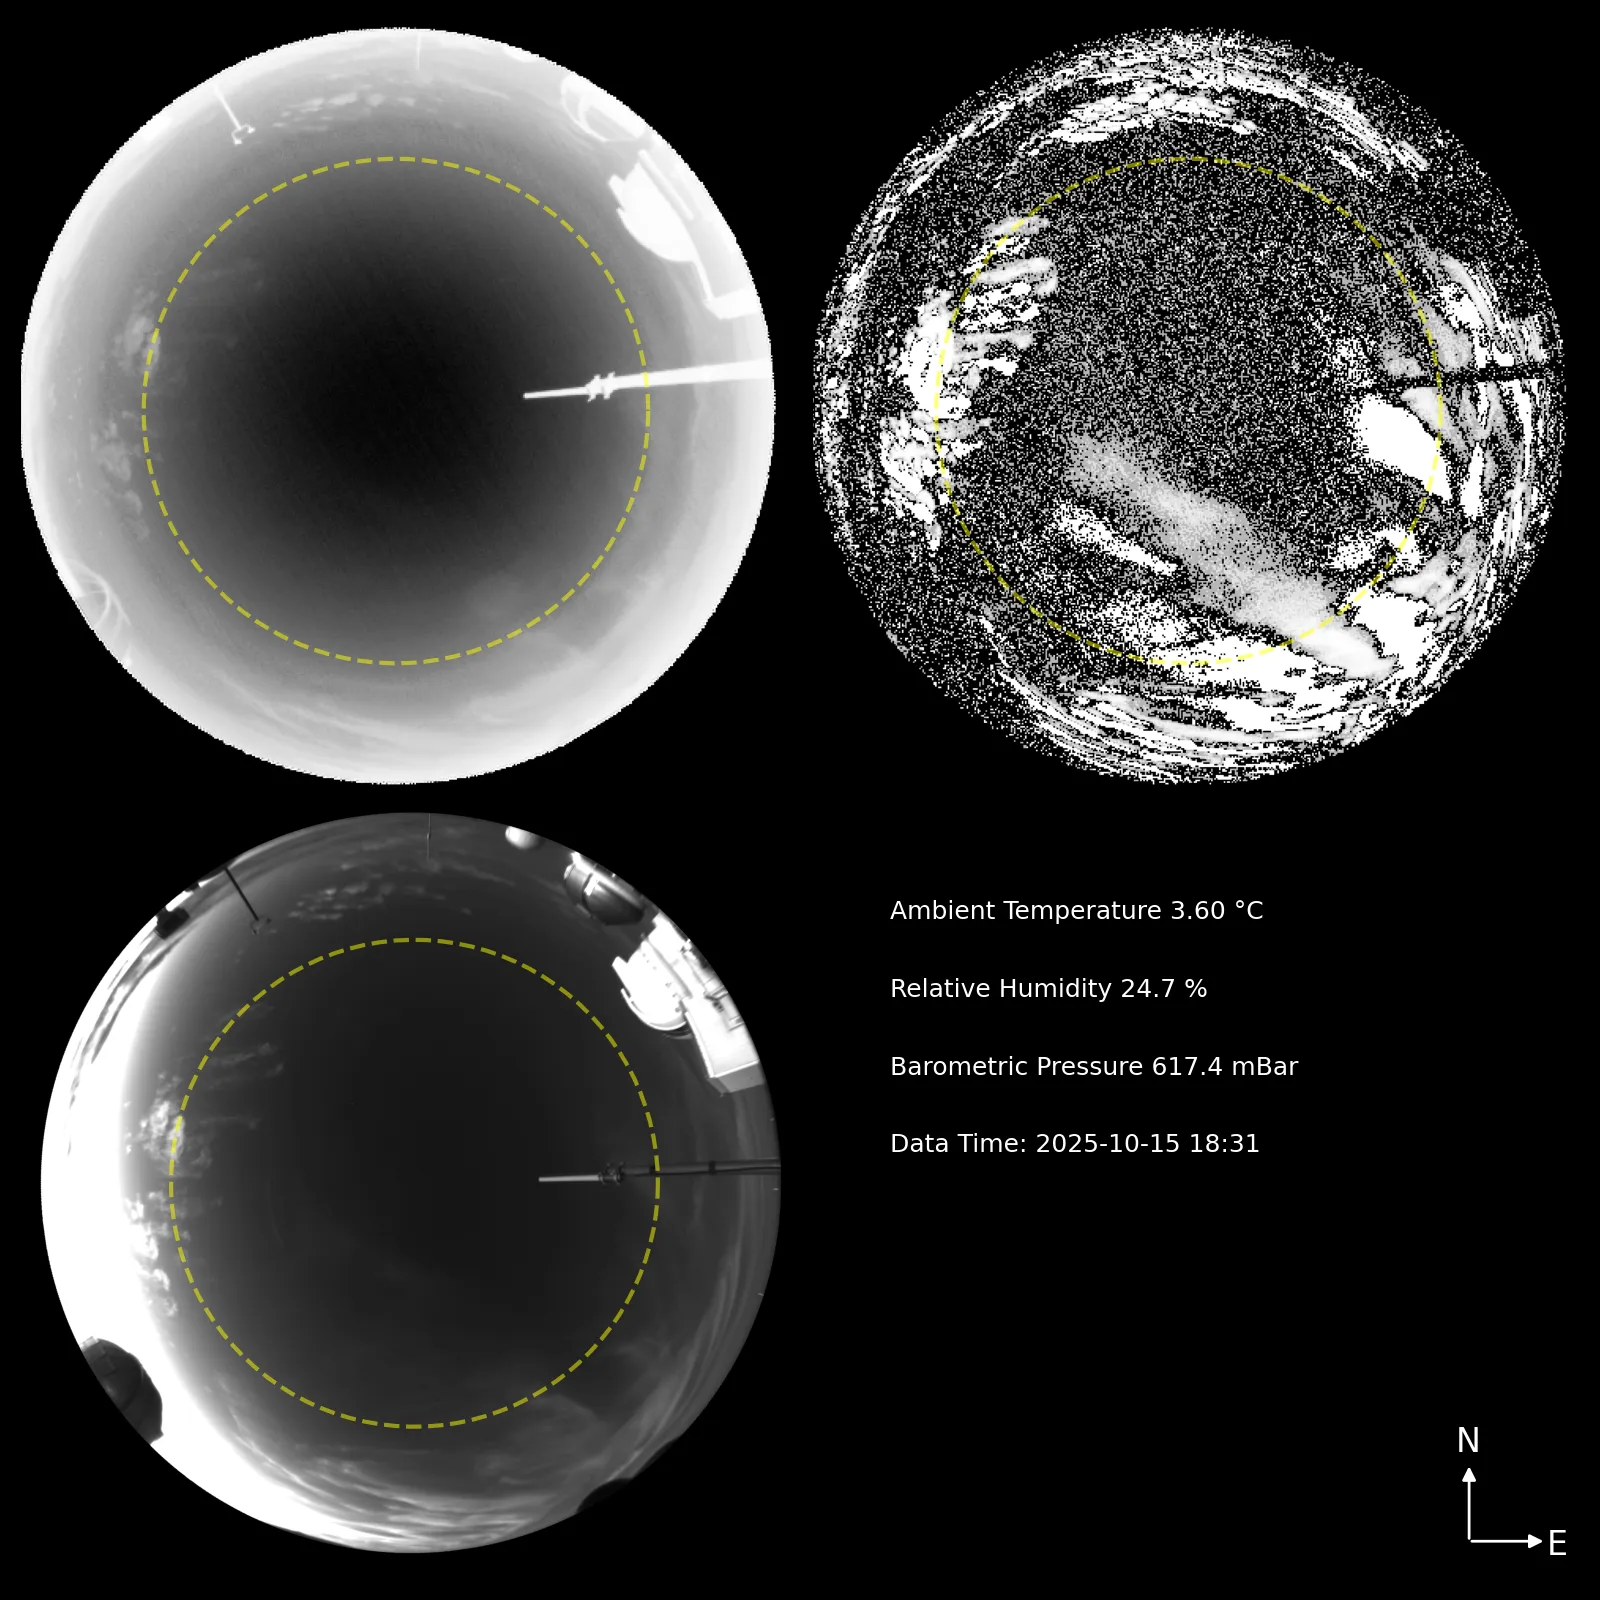 Ambient Temperature 3.60 °C
Relative Humidity 24.7 %
Barometric Pressure 617.4 mBar
Data Time: 2025-10-15 18:31
N
E